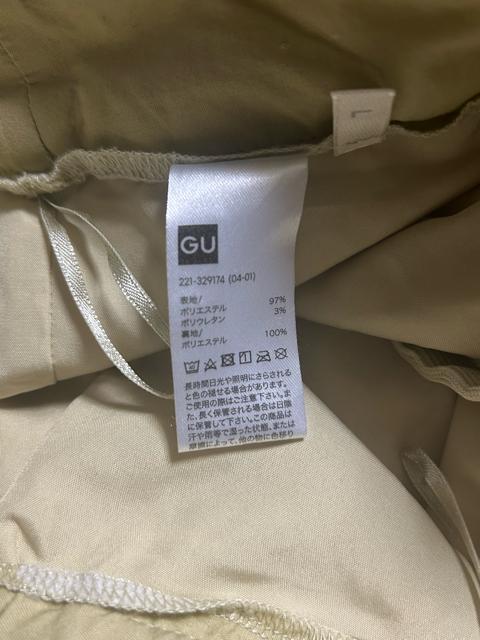 L
GU
221-329174 (04-01)
表地/
ポリエステル 97%
ポリウレタン 3%
裏地/
ポリエステル 100%
長時間日光や照明にさらされる
と色の褪せる場合があります。
ご使用の際はご注意下さい。ま
た、長く保管される場合は日陰
に保管して下さい。この商品は
汗や雨等で湿った状態、または
摩擦によって、他の物に色移り